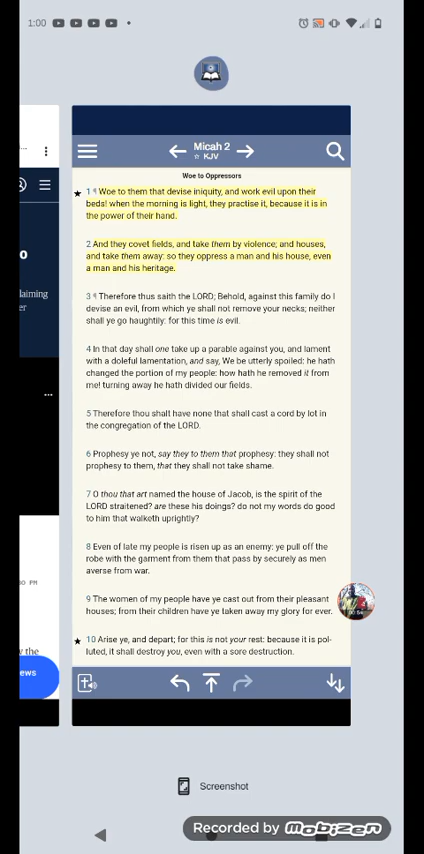 1:00
Micah 2
☆ KJV
Woe to Oppressors
★ 1 ¶ Woe to them that devise iniquity, and work evil upon their
beds! when the morning is light, they practise it, because it is in
the power of their hand.
2 And they covet fields, and take them by violence; and houses,
and take them away: so they oppress a man and his house, even
a man and his heritage.
3 ¶ Therefore thus saith the LORD; Behold, against this family do I
devise an evil, from which ye shall not remove your necks; neither
shall ye go haughtily: for this time is evil.
4 In that day shall one take up a parable against you, and lament
with a doleful lamentation, and say, We be utterly spoiled: he hath
changed the portion of my people: how hath he removed it from
me! turning away he hath divided our fields.
5 Therefore thou shalt have none that shall cast a cord by lot in
the congregation of the LORD.
6 Prophesy ye not, say they to them that prophesy: they shall not
prophesy to them, that they shall not take shame.
7 O thou that art named the house of Jacob, is the spirit of the
LORD straitened? are these his doings? do not my words do good
to him that walketh uprightly?
8 Even of late my people is risen up as an enemy: ye pull off the
robe with the garment from them that pass by securely as men
averse from war.
9 The women of my people have ye cast out from their pleasant
houses; from their children have ye taken away my glory for ever.
★ 10 Arise ye, and depart; for this is not your rest: because it is pol-
luted, it shall destroy you, even with a sore destruction.
o
laiming
er
PM
the
ews
Screenshot
Recorded by Mobizen